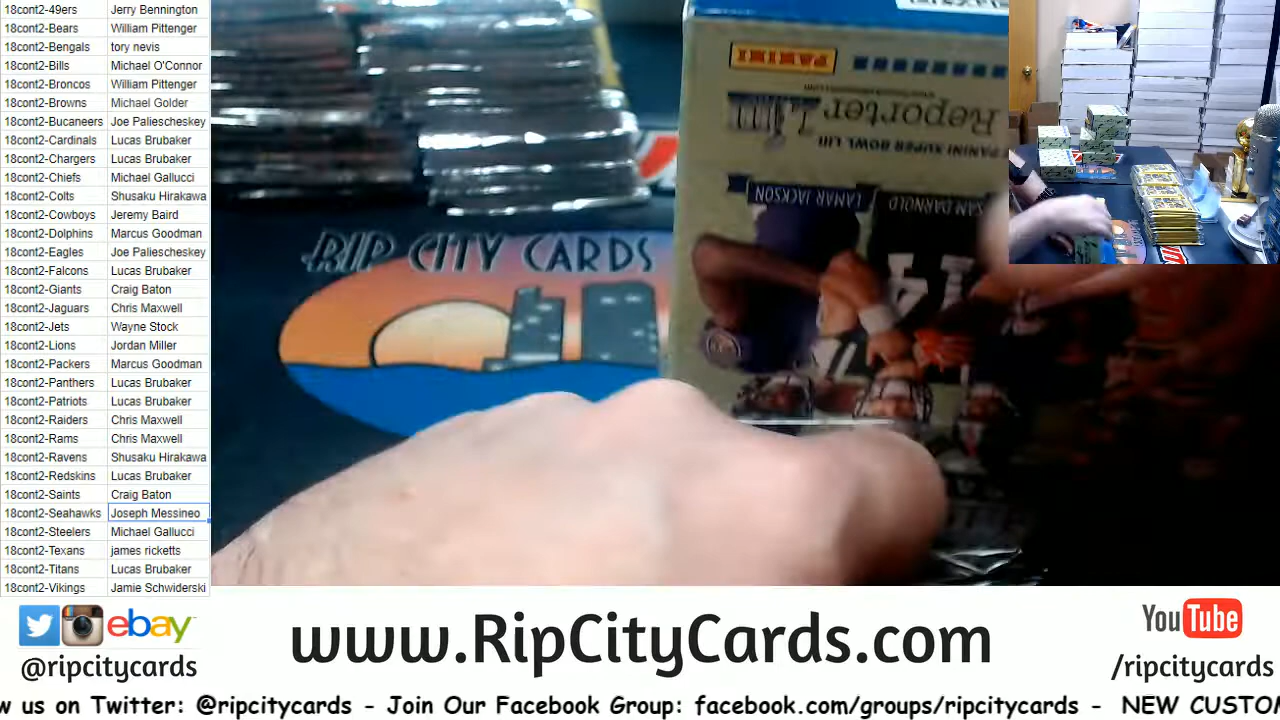 18cont2-49ers Jerry Bennington
18cont2-Bears William Pittenger
18cont2-Bengals tory nevis
18cont2-Bills Michael O'Connor
18cont2-Broncos William Pittenger
18cont2-Browns Michael Golder
18cont2-Bucaneers Joe Paliescheskey
18cont2-Cardinals Lucas Brubaker
18cont2-Chargers Lucas Brubaker
18cont2-Chiefs Michael Gallucci
18cont2-Colts Shusaku Hirakawa
18cont2-Cowboys Jeremy Baird
18cont2-Dolphins Marcus Goodman
18cont2-Eagles Joe Paliescheskey
18cont2-Falcons Lucas Brubaker
18cont2-Giants Craig Baton
18cont2-Jaguars Chris Maxwell
18cont2-Jets Wayne Stock
18cont2-Lions Jordan Miller
18cont2-Packers Marcus Goodman
18cont2-Panthers Lucas Brubaker
18cont2-Patriots Lucas Brubaker
18cont2-Raiders Chris Maxwell
18cont2-Rams Chris Maxwell
18cont2-Ravens Shusaku Hirakawa
18cont2-Redskins Lucas Brubaker
18cont2-Saints Craig Baton
18cont2-Seahawks Joseph Messineo
18cont2-Steelers Michael Gallucci
18cont2-Texans james ricketts
18cont2-Titans Lucas Brubaker
18cont2-Vikings Jamie Schwiderski
PANINI
Reporter
PANINI SUPER BOWL LIII
LAMAR JACKSON
SAM DARNOLD
14
RIP CITY CARDS
ebay
@ripcitycards
www.RipCityCards.com
YouTube
/ripcitycards
w us on Twitter: @ripcitycards - Join Our Facebook Group: facebook.com/groups/ripcitycards - NEW CUSTO